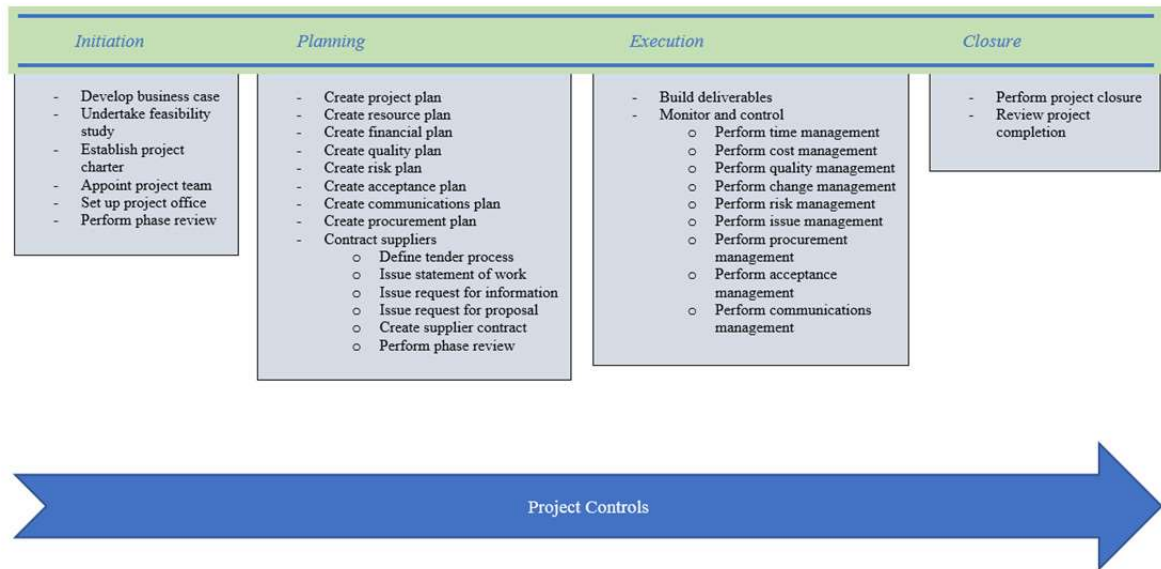 Initiation
Planning
Execution
Closure
- Develop business case
- Undertake feasibility
study
- Establish project
charter
- Appoint project team
- Set up project office
- Perform phase review
- Create project plan
- Create resource plan
- Create financial plan
- Create quality plan
- Create risk plan
- Create acceptance plan
- Create communications plan
- Create procurement plan
- Contract suppliers
o Define tender process
o Issue statement of work
o Issue request for information
o Issue request for proposal
o Create supplier contract
o Perform phase review
- Build deliverables
- Monitor and control
o Perform time management
o Perform cost management
o Perform quality management
o Perform change management
o Perform risk management
o Perform issue management
o Perform procurement
management
o Perform acceptance
management
o Perform communications
management
- Perform project closure
- Review project
completion
Project Controls